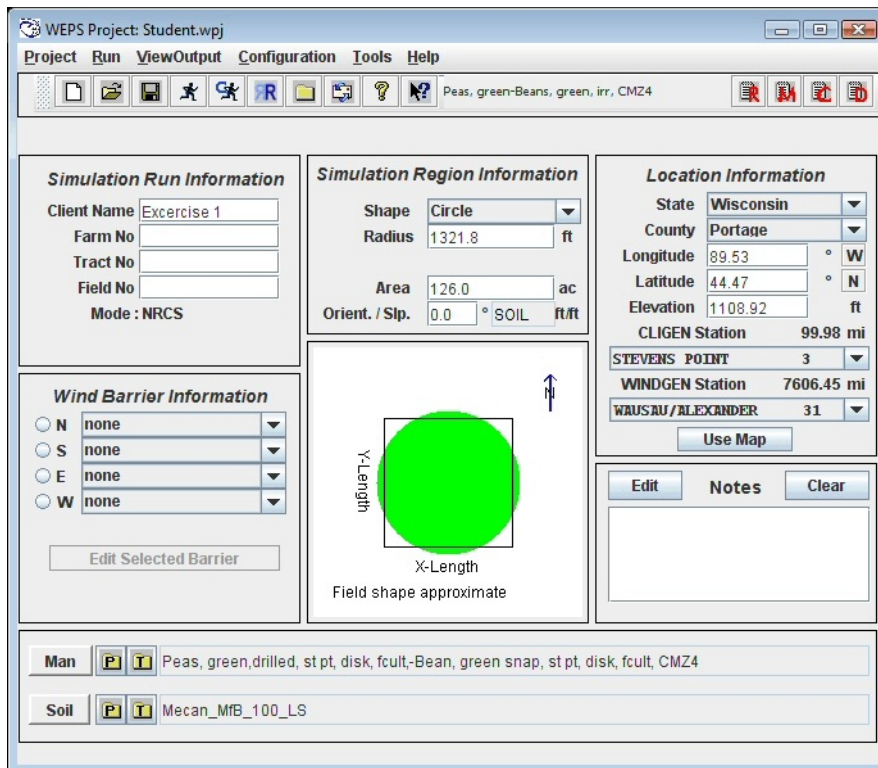 WEPS Project: Student.wpj
Project Run ViewOutput Configuration Tools Help
Peas, green-Beans, green, irr, CMZ4
Simulation Run Information
Client Name Excercise 1
Farm No
Tract No
Field No
Mode : NRCS
Simulation Region Information
Shape Circle
Radius 1321.8 ft
Area 126.0 ac
Orient. / Slp. 0.0 ° SOIL ft/ft
Location Information
State Wisconsin
County Portage
Longitude 89.53 ° W
Latitude 44.47 ° N
Elevation 1108.92 ft
CLIGEN Station 99.98 mi
STEVENS POINT 3
WINDGEN Station 7606.45 mi
WAUSAU/ALEXANDER 31
Use Map
Wind Barrier Information
N none
S none
E none
W none
Edit Selected Barrier
N
Y-Length
X-Length
Field shape approximate
Edit Notes Clear
Man P T Peas, green,drilled, st pt, disk, fcult,-Bean, green snap, st pt, disk, fcult, CMZ4
Soil P T Mecan_MfB_100_LS